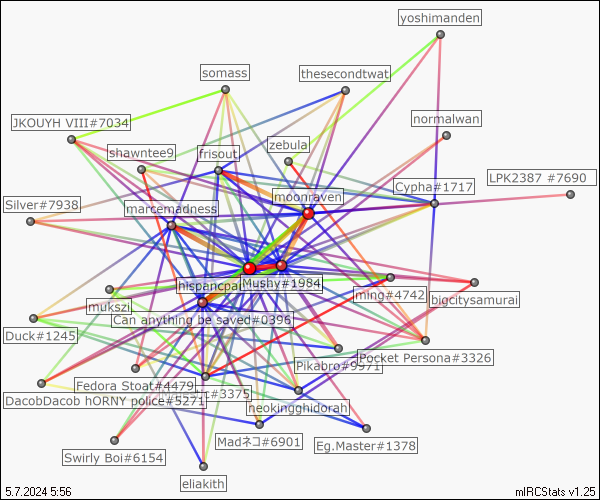 yoshimanden
somass
thesecondtwat
JKOUYH VIII#7034
normalwan
zebula
shawntee9
frisout
LPK2387 #7690
Cypha#1717
moonraven
Silver#7938
marcemadness
hispancpa
Mushy#1984
ming#4742
bigcitysamurai
mukszi
Can anything be saved#0396
Duck#1245
Pocket Persona#3326
Pikabro#9971
Fedora Stoat#4479
#3375
DacobDacob hORNY police#5271
neokingghidorah
Madネコ#6901
Eg.Master#1378
Swirly Boi#6154
eliakith
5.7.2024 5:56
mIRCStats v1.25